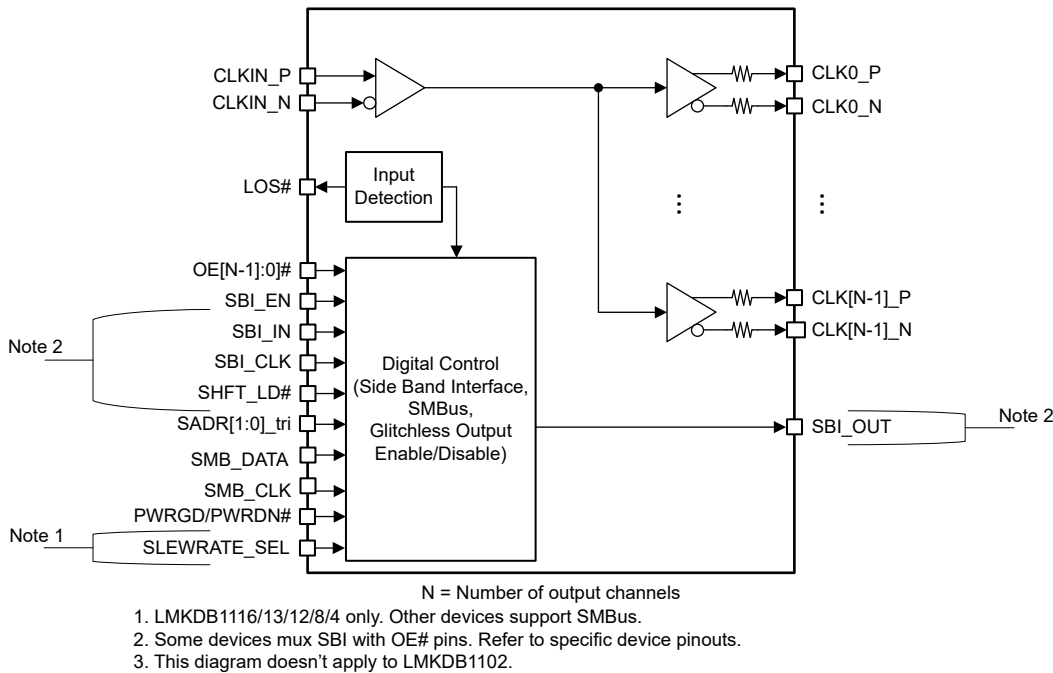 CLKIN_P
CLKIN_N
CLK0_P
CLK0_N
LOS#
Input
Detection
OE[N-1]:0]#
SBI_EN
SBI_IN
SBI_CLK
SHFT_LD#
SADR[1:0]_tri
SMB_DATA
SMB_CLK
PWRGD/PWRDN#
SLEWRATE_SEL
Note 2
Note 1
Digital Control
(Side Band Interface,
SMBus,
Glitchless Output
Enable/Disable)
CLK[N-1]_P
CLK[N-1]_N
SBI_OUT
Note 2
N = Number of output channels
1. LMKDB1116/13/12/8/4 only. Other devices support SMBus.
2. Some devices mux SBI with OE# pins. Refer to specific device pinouts.
3. This diagram doesn't apply to LMKDB1102.